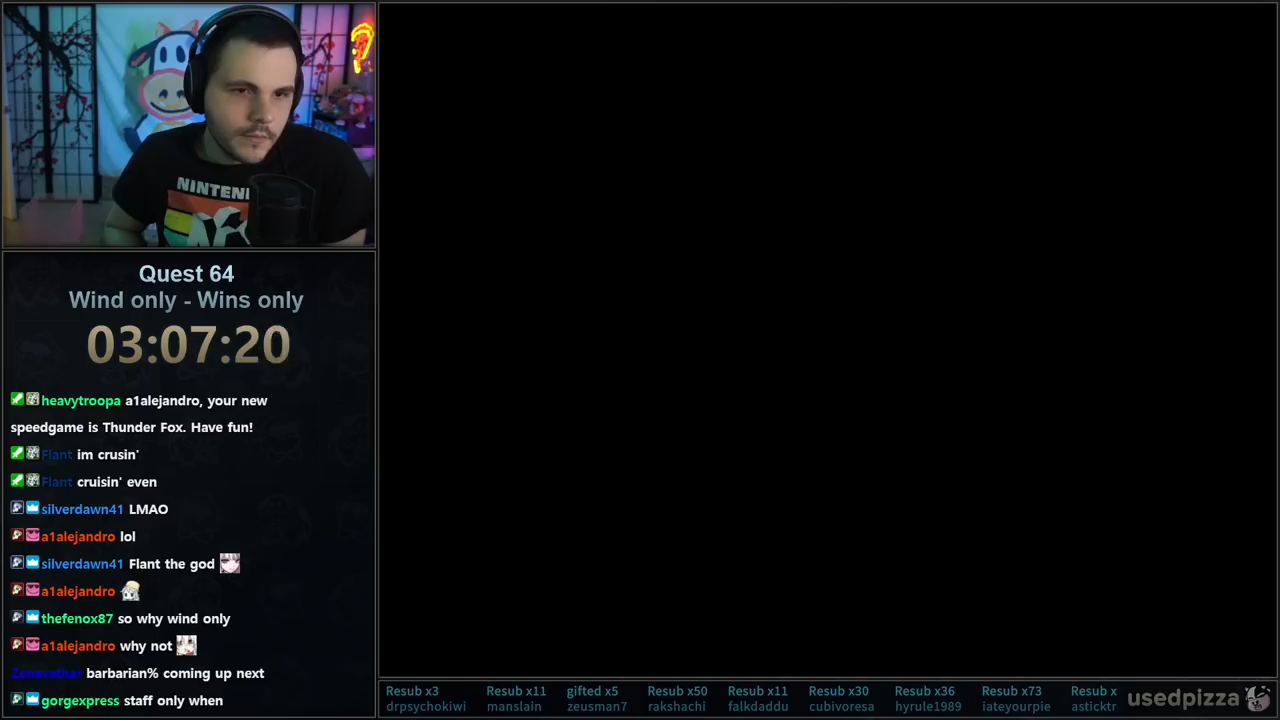 NINTEN
Quest 64
Wind only - Wins only
03:07:20
heavytroopa a1alejandro, your new
speedgame is Thunder Fox. Have fun!
Flant im crusin'
Flant cruisin' even
silverdawn41 LMAO
a1alejandro lol
silverdawn41 Flant the god
a1alejandro
thefenox87 so why wind only
a1alejandro why not
Zenavathar barbarian% coming up next
gorgexpress staff only when
Resub x3 Resub x11 gifted x5 Resub x50 Resub x11 Resub x30 Resub x36 Resub x73 Resub x
drpsychokiwi manslain zeusman7 rakshachi falkdaddu cubivoresa hyrule1989 iateyourpie asticktr
usedpizza